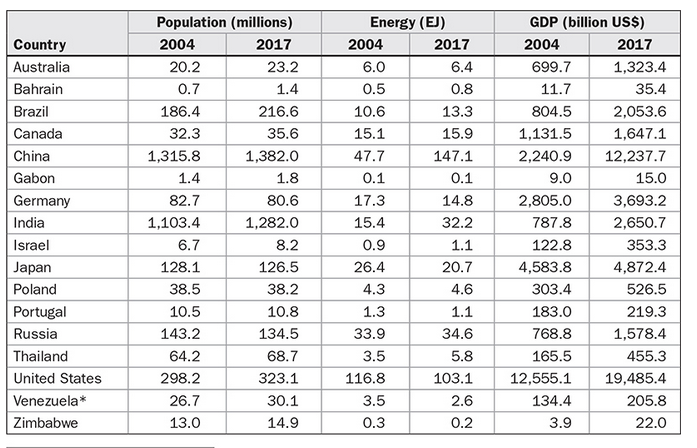 Population (millions) Energy (EJ) GDP (billion US$)
Country 2004 2017 2004 2017 2004 2017
Australia 20.2 23.2 6.0 6.4 699.7 1,323.4
Bahrain 0.7 1.4 0.5 0.8 11.7 35.4
Brazil 186.4 216.6 10.6 13.3 804.5 2,053.6
Canada 32.3 35.6 15.1 15.9 1,131.5 1,647.1
China 1,315.8 1,382.0 47.7 147.1 2,240.9 12,237.7
Gabon 1.4 1.8 0.1 0.1 9.0 15.0
Germany 82.7 80.6 17.3 14.8 2,805.0 3,693.2
India 1,103.4 1,282.0 15.4 32.2 787.8 2,650.7
Israel 6.7 8.2 0.9 1.1 122.8 353.3
Japan 128.1 126.5 26.4 20.7 4,583.8 4,872.4
Poland 38.5 38.2 4.3 4.6 303.4 526.5
Portugal 10.5 10.8 1.3 1.1 183.0 219.3
Russia 143.2 134.5 33.9 34.6 768.8 1,578.4
Thailand 64.2 68.7 3.5 5.8 165.5 455.3
United States 298.2 323.1 116.8 103.1 12,555.1 19,485.4
Venezuela* 26.7 30.1 3.5 2.6 134.4 205.8
Zimbabwe 13.0 14.9 0.3 0.2 3.9 22.0